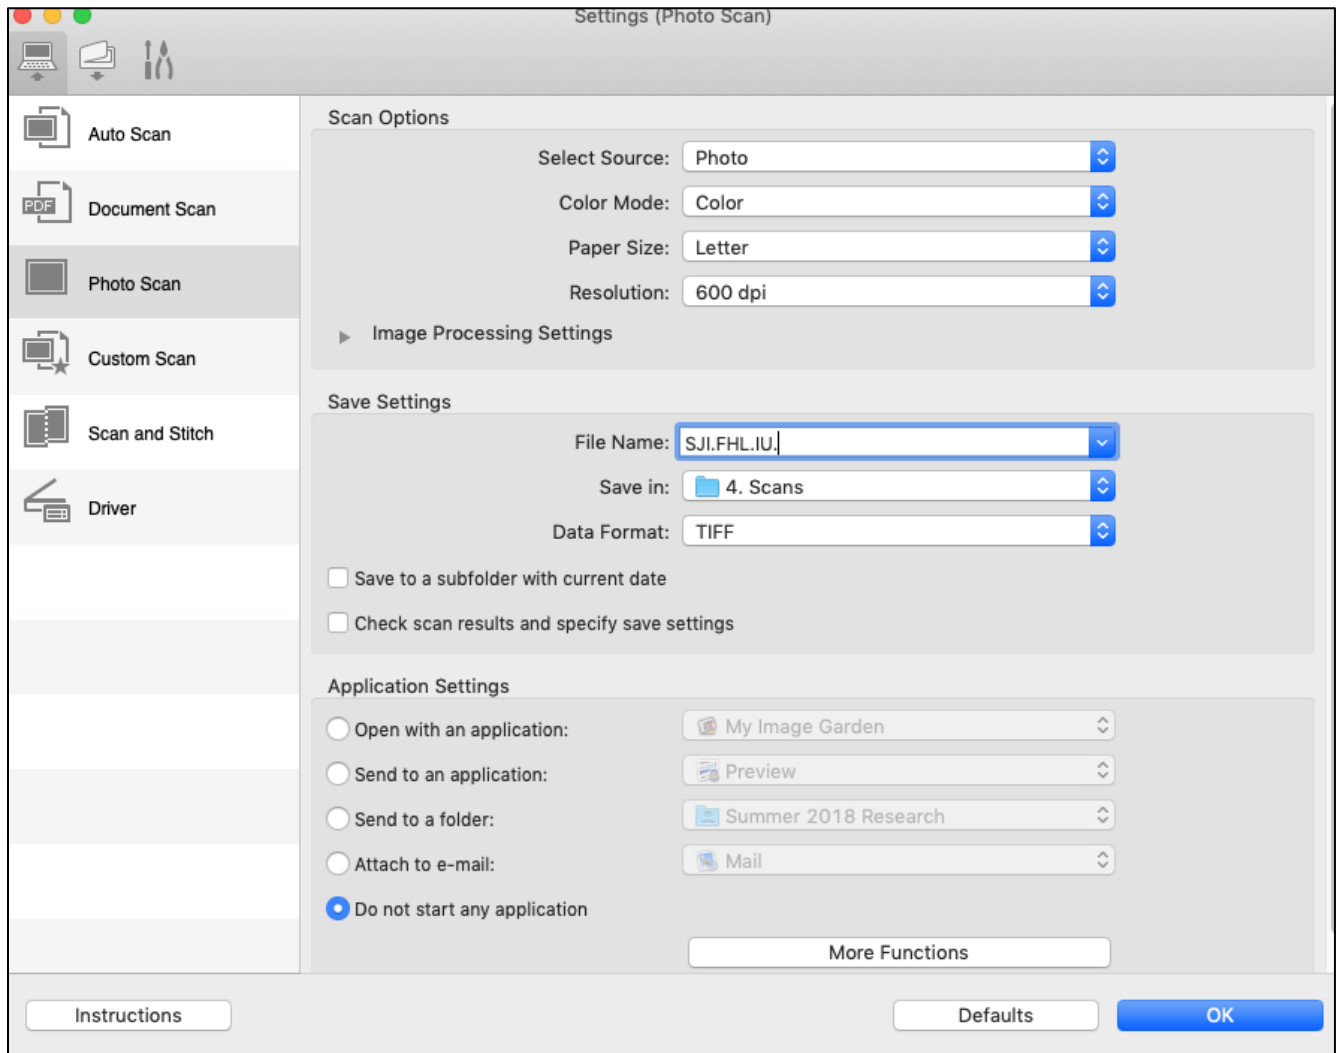 Settings (Photo Scan)
Auto Scan
PDF
Document Scan
Photo Scan
Custom Scan
Scan and Stitch
Driver
Scan Options
Select Source: Photo
Color Mode: Color
Paper Size: Letter
Resolution: 600 dpi
Image Processing Settings
Save Settings
File Name: SJI.FHL.IU.
Save in: 4. Scans
Data Format: TIFF
Save to a subfolder with current date
Check scan results and specify save settings
Application Settings
Open with an application: My Image Garden
Send to an application: Preview
Send to a folder: Summer 2018 Research
Attach to e-mail: Mail
Do not start any application
More Functions
Instructions Defaults OK